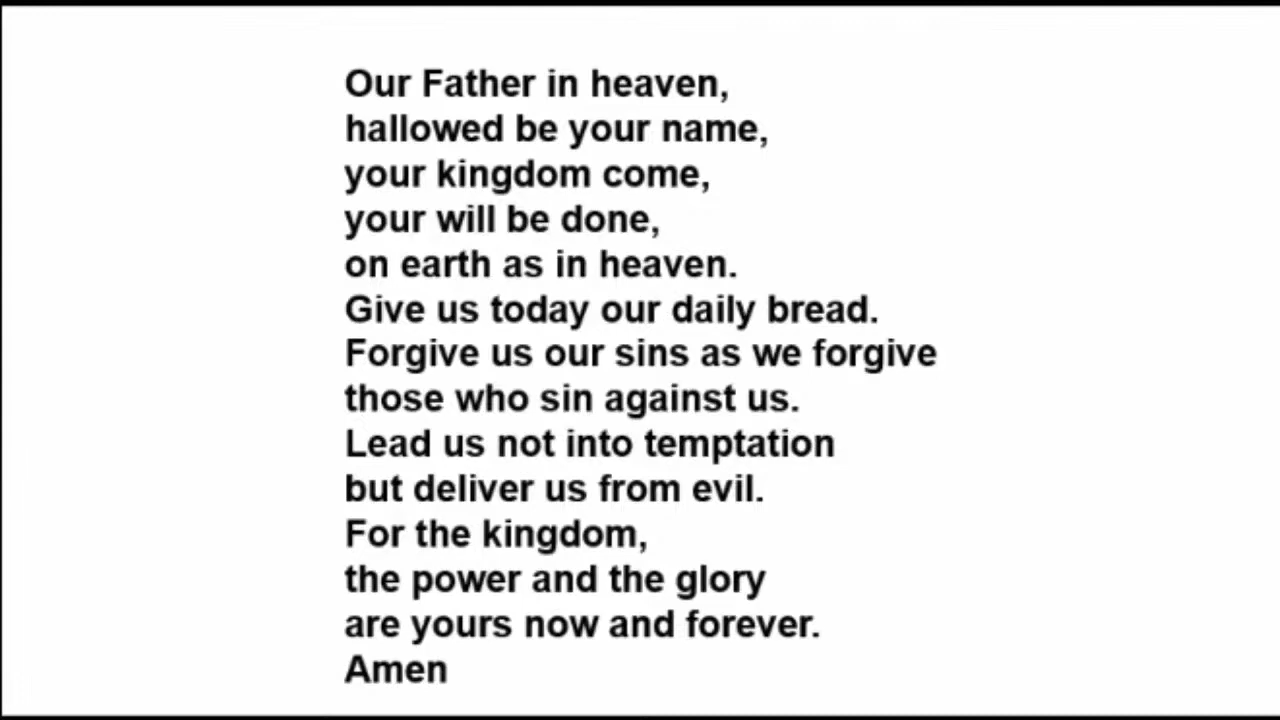 Our Father in heaven,
hallowed be your name,
your kingdom come,
your will be done,
on earth as in heaven.
Give us today our daily bread.
Forgive us our sins as we forgive
those who sin against us.
Lead us not into temptation
but deliver us from evil.
For the kingdom,
the power and the glory
are yours now and forever.
Amen